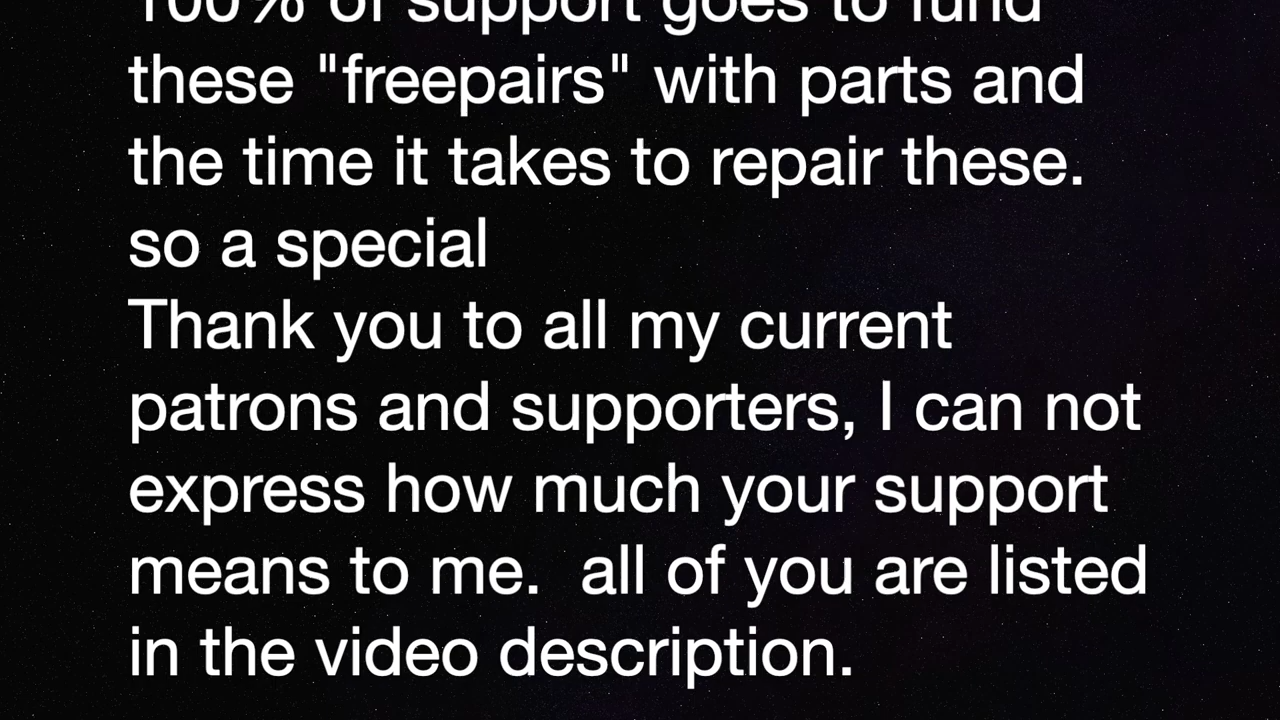 100% of support goes to fund
these "freepairs" with parts and
the time it takes to repair these.
so a special
Thank you to all my current
patrons and supporters, I can not
express how much your support
means to me.  all of you are listed
in the video description.